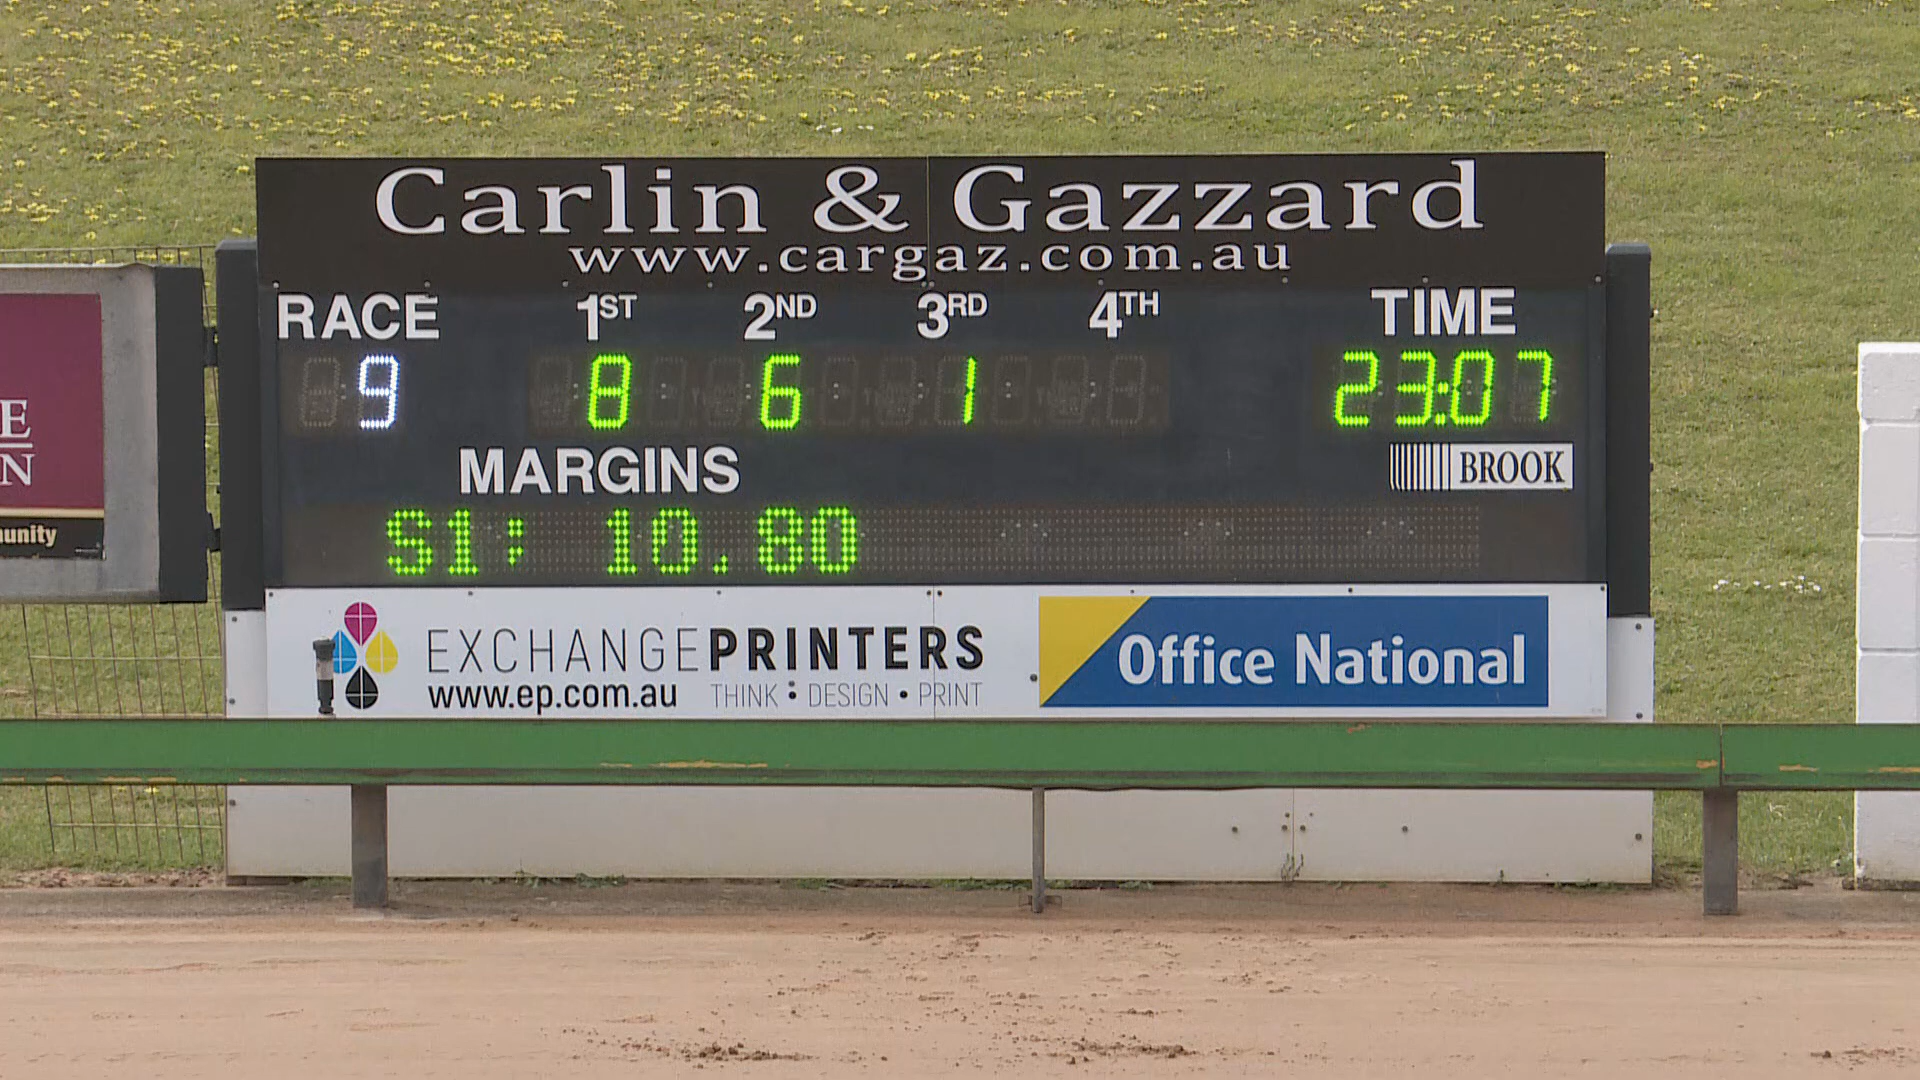 Carlin & Gazzard
www.cargaz.com.au
RACE 1ST 2ND 3RD 4TH TIME
9 8 6 1 23:07
MARGINS
BROOK
S1: 10.80
E
N
unity
EXCHANGEPRINTERS
www.ep.com.au THINK • DESIGN • PRINT
Office National